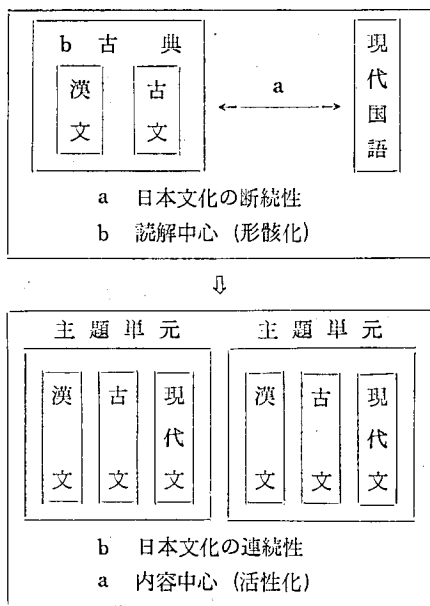 b 古典
漢文
古文
a
現代国語
a 日本文化の断続性
b 読解中心（形骸化）
⇩
主題単元 主題単元
漢文
古文
現代文
漢文
古文
現代文
b 日本文化の連続性
a 内容中心（活性化）